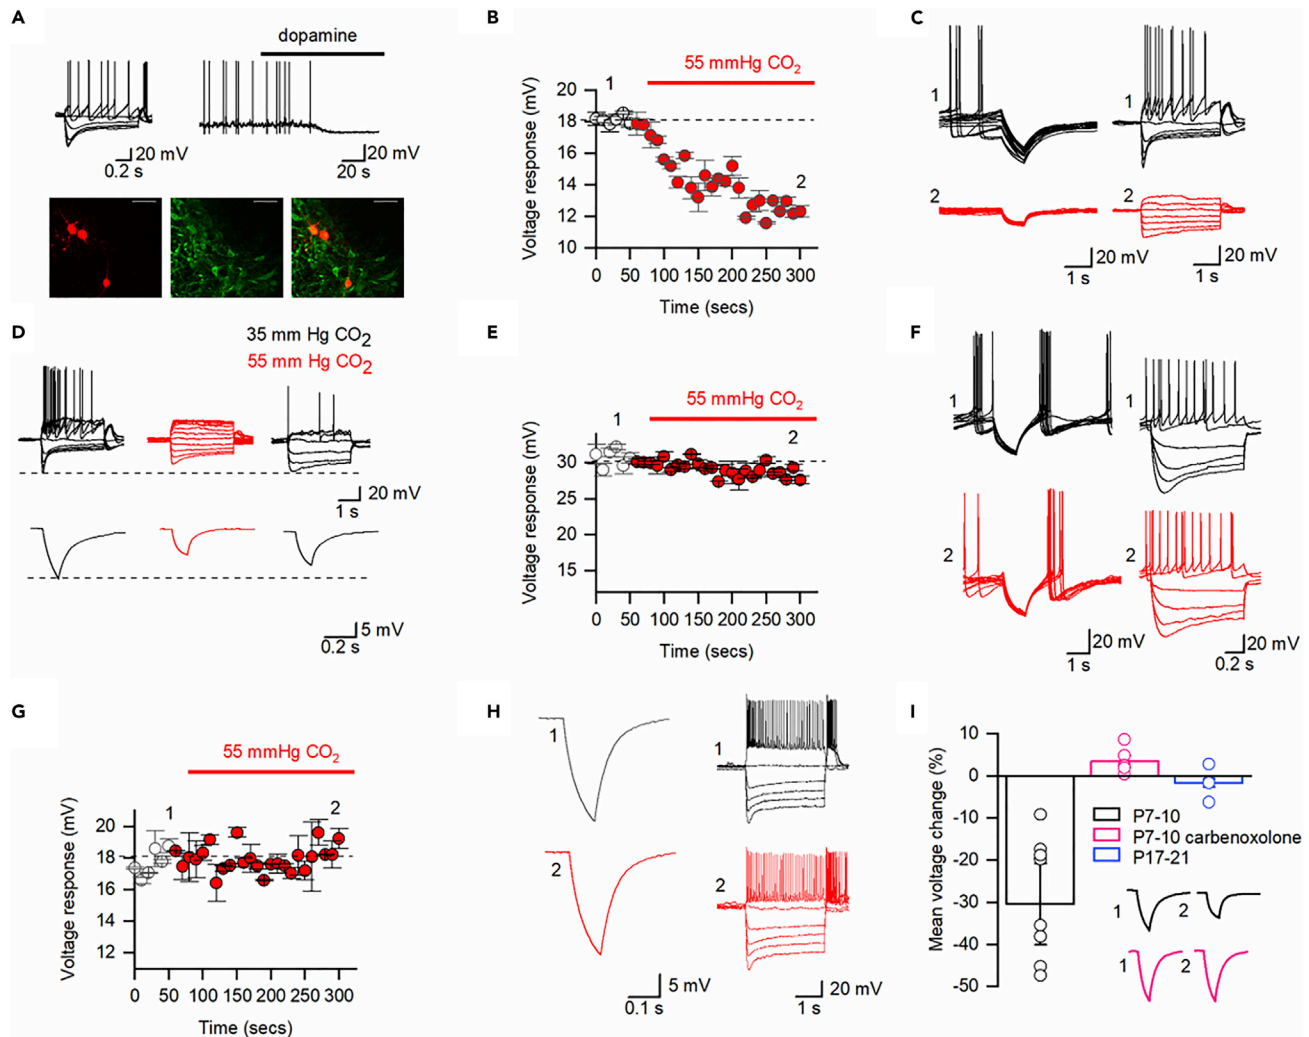 A
dopamine
20 mV
0.2 s
20 mV
20 s
B
55 mmHg CO2
1
2
Voltage response (mV)
20
18
16
14
12
10
0 50 100 150 200 250 300
Time (secs)
C
1
1
2
2
20 mV
1 s
20 mV
1 s
D
35 mm Hg CO2
55 mm Hg CO2
20 mV
1 s
5 mV
0.2 s
E
55 mmHg CO2
1
2
Voltage response (mV)
30
25
20
15
0 50 100 150 200 250 300
Time (secs)
F
1
1
2
2
20 mV
1 s
20 mV
0.2 s
G
55 mmHg CO2
1
2
Voltage response (mV)
20
18
16
14
12
0 50 100 150 200 250 300
Time (secs)
H
1
1
2
2
5 mV
0.1 s
20 mV
1 s
I
Mean voltage change (%)
10
0
-10
-20
-30
-40
-50
P7-10
P7-10 carbenoxolone
P17-21
1
2
1
2